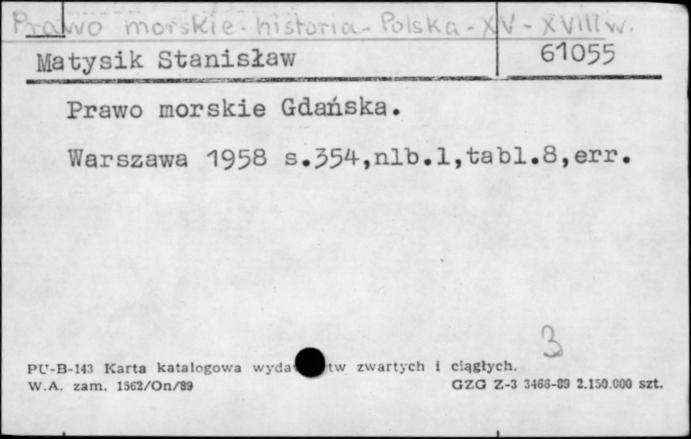 Prawo morskie - historia - Polska - XV - XVIII w.
Matysik Stanisław 61055
Prawo morskie Gdańska.
Warszawa 1958 s.354,nlb.1,tabl.8,err.
3
PU-B-143 Karta katalogowa zwartych i ciągłych.
W.A. zam. 1562/On/89 GZG Z-3 3466-89 2.150.000 szt.